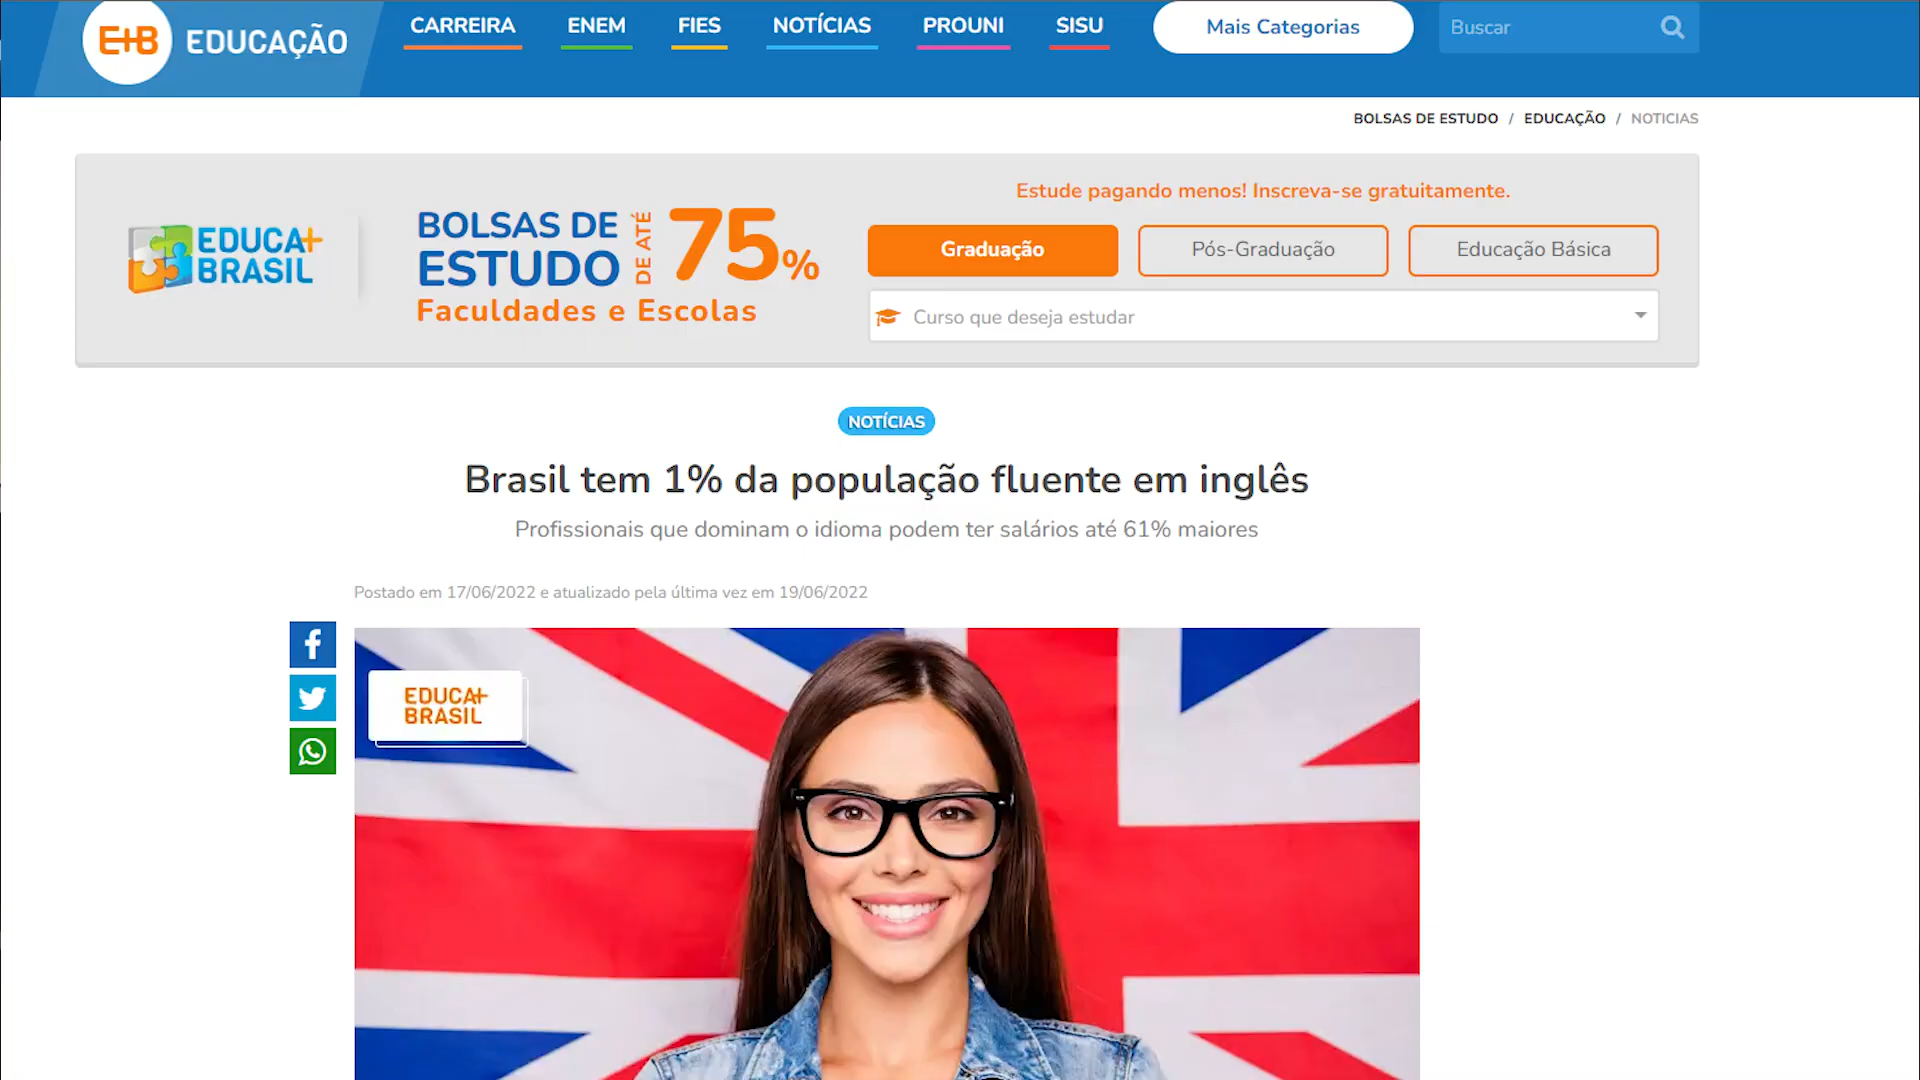 E+B EDUCAÇÃO
CARREIRA
ENEM
FIES
NOTÍCIAS
PROUNI
SISU
Mais Categorias
Buscar
BOLSAS DE ESTUDO / EDUCAÇÃO / NOTICIAS
EDUCA+
BRASIL
BOLSAS DE
ESTUDO
DE ATÉ
75%
Faculdades e Escolas
Estude pagando menos! Inscreva-se gratuitamente.
Graduação
Pós-Graduação
Educação Básica
Curso que deseja estudar
NOTÍCIAS
Brasil tem 1% da população fluente em inglês
Profissionais que dominam o idioma podem ter salários até 61% maiores
Postado em 17/06/2022 e atualizado pela última vez em 19/06/2022
EDUCA+
BRASIL